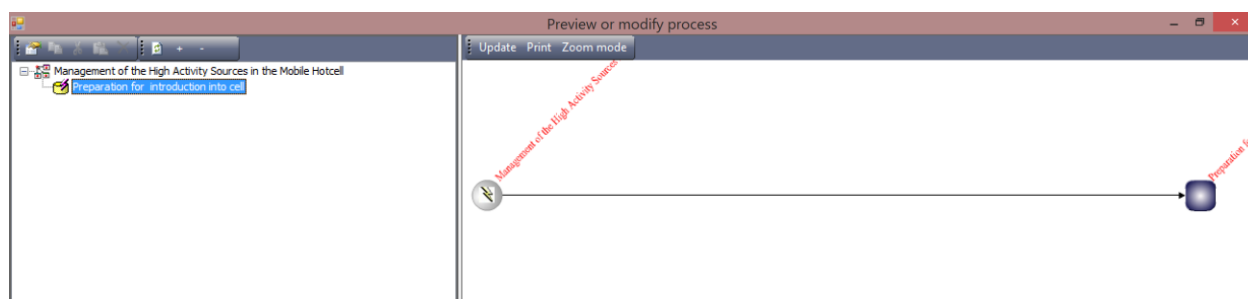 Preview or modify process
Update Print Zoom mode
Management of the High Activity Sources in the Mobile Hotcell
Preparation for introduction into cell
Management of the High Activity Sources
Preparation